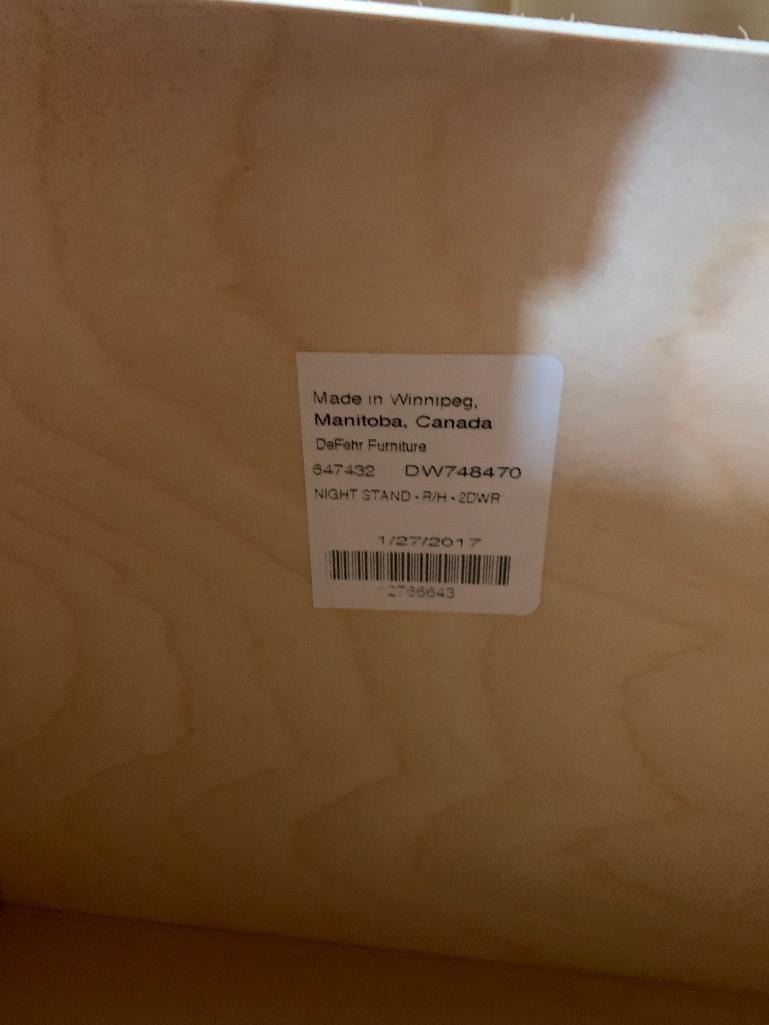 Made in Winnipeg,
Manitoba, Canada
DeFehr Furniture
647432 DW748470
NIGHT STAND - R/H - 2DWR
1/27/2017